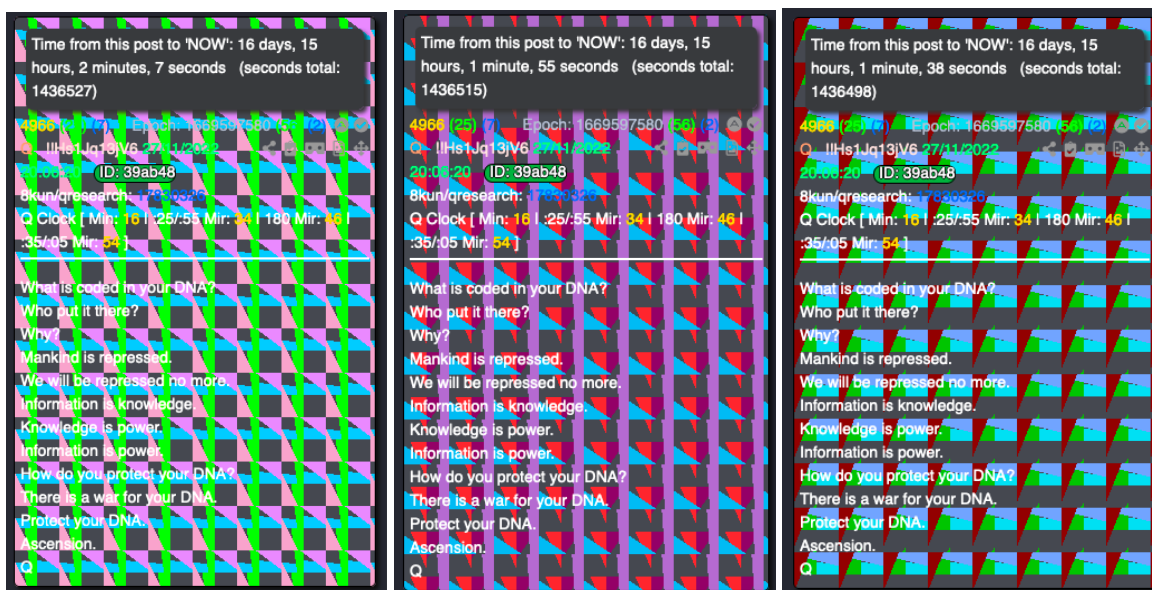 Time from this post to 'NOW': 16 days, 15
hours, 2 minutes, 7 seconds (seconds total:
1436527)
4966 (7) Epoch: 1669597580 (2)
Q !!Hs1Jq13jV6 27/11/2022
20:06:20 ID: 39ab48
8kun/qresearch: 17830326
Q Clock [ Min: 16 | :25/:55 Mir: 34 | 180 Mir: 46 |
:35/:05 Mir: 54 ]
What is coded in your DNA?
Who put it there?
Why?
Mankind is repressed.
We will be repressed no more.
Information is knowledge.
Knowledge is power.
Information is power.
How do you protect your DNA?
There is a war for your DNA.
Protect your DNA.
Ascension.
Q
Time from this post to 'NOW': 16 days, 15
hours, 1 minute, 55 seconds (seconds total:
1436515)
4966 (25) (7) Epoch: 1669597580 (56) (2)
Q !!Hs1Jq13jV6 27/11/2022
20:06:20 ID: 39ab48
8kun/qresearch: 17830326
Q Clock [ Min: 16 | :25/:55 Mir: 34 | 180 Mir: 46 |
:35/:05 Mir: 54 ]
What is coded in your DNA?
Who put it there?
Why?
Mankind is repressed.
We will be repressed no more.
Information is knowledge.
Knowledge is power.
Information is power.
How do you protect your DNA?
There is a war for your DNA.
Protect your DNA.
Ascension.
Q
Time from this post to 'NOW': 16 days, 15
hours, 1 minute, 38 seconds (seconds total:
1436498)
4966 (25) (7) Epoch: 1669597580 (56) (2)
Q !!Hs1Jq13jV6 27/11/2022
20:06:20 ID: 39ab48
8kun/qresearch: 17830326
Q Clock [ Min: 16 | :25/:55 Mir: 34 | 180 Mir: 46 |
:35/:05 Mir: 54 ]
What is coded in your DNA?
Who put it there?
Why?
Mankind is repressed.
We will be repressed no more.
Information is knowledge.
Knowledge is power.
Information is power.
How do you protect your DNA?
There is a war for your DNA.
Protect your DNA.
Ascension.
Q